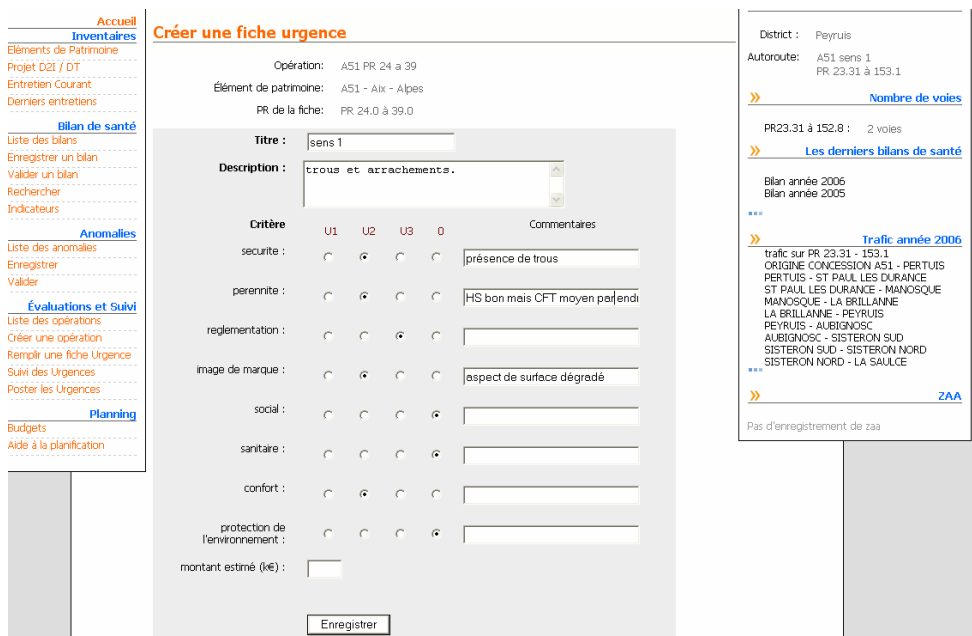 Accueil
Inventaires
Eléments de Patrimoine
Projet D2I / DT
Entretien Courant
Derniers entretiens
Bilan de santé
Liste des bilans
Enregistrer un bilan
Valider un bilan
Rechercher
Indicateurs
Anomalies
Liste des anomalies
Enregistrer
Valider
Évaluations et Suivi
Liste des opérations
Créer une opération
Remplir une fiche Urgence
Suivi des Urgences
Poster les Urgences
Planning
Budgets
Aide à la planification
Créer une fiche urgence
Opération: A51 PR 24 a 39
Élément de patrimoine: A51 - Aix - Alpes
PR de la fiche: PR 24.0 à 39.0
Titre : sens 1
Description : trous et arrachements.
Critère U1 U2 U3 0 Commentaires
securite : présence de trous
perennite : HS bon mais CFT moyen par endr
reglementation :
image de marque : aspect de surface dégradé
social :
sanitaire :
confort :
protection de
l'environnement :
montant estimé (k€) :
Enregistrer
District : Peyruis
Autoroute: A51 sens 1
PR 23.31 à 153.1
Nombre de voies
PR23.31 à 152.8 : 2 voies
Les derniers bilans de santé
Bilan année 2006
Bilan année 2005
Trafic année 2006
trafic sur PR 23.31 - 153.1
ORIGINE CONCESSION A51 - PERTUIS
PERTUIS - ST PAUL LES DURANCE
ST PAUL LES DURANCE - MANOSQUE
MANOSQUE - LA BRILLANNE
LA BRILLANNE - PEYRUIS
PEYRUIS - AUBIGNOSC
AUBIGNOSC - SISTERON SUD
SISTERON SUD - SISTERON NORD
SISTERON NORD - LA SAULCE
ZAA
Pas d'enregistrement de zaa